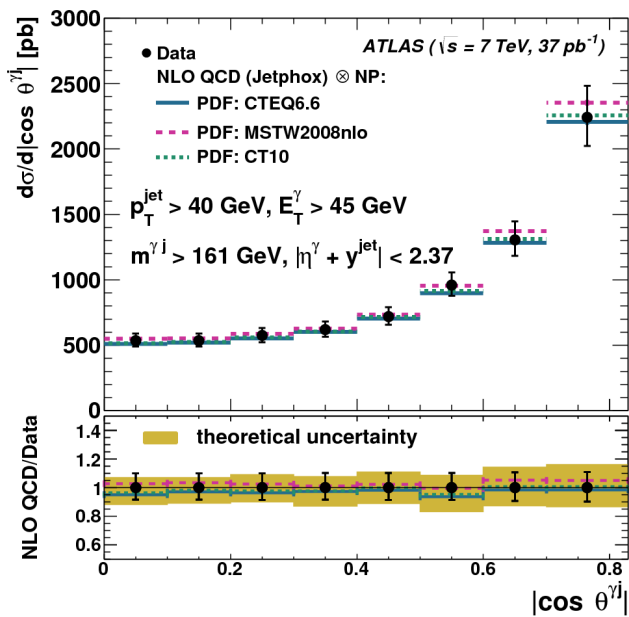 dσ/d|cos θ^γj| [pb]
3000
2500
2000
1500
1000
500
0
ATLAS ( √s = 7 TeV, 37 pb⁻¹)
Data
NLO QCD (Jetphox) ⊗ NP:
PDF: CTEQ6.6
PDF: MSTW2008nlo
PDF: CT10
p_T^jet > 40 GeV, E_T^γ > 45 GeV
m^γj > 161 GeV, |η^γ + y^jet| < 2.37
NLO QCD/Data
1.4
1.2
1
0.8
0.6
theoretical uncertainty
0 0.2 0.4 0.6 0.8
|cos θ^γj|